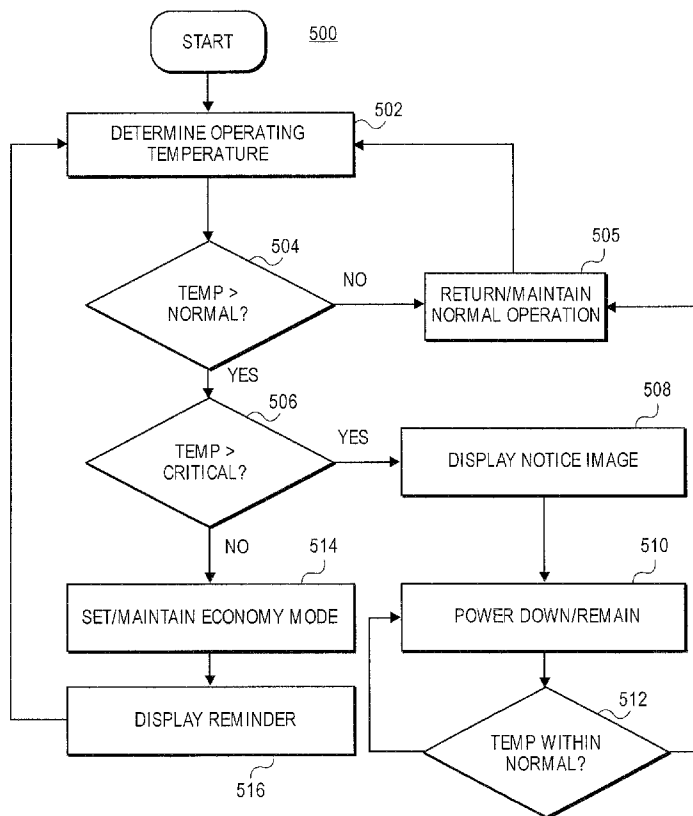 START
500
502
DETERMINE OPERATING
TEMPERATURE
504
TEMP >
NORMAL?
NO
505
RETURN/MAINTAIN
NORMAL OPERATION
YES
506
TEMP >
CRITICAL?
YES
508
DISPLAY NOTICE IMAGE
NO
514
SET/MAINTAIN ECONOMY MODE
510
POWER DOWN/REMAIN
DISPLAY REMINDER
516
512
TEMP WITHIN
NORMAL?